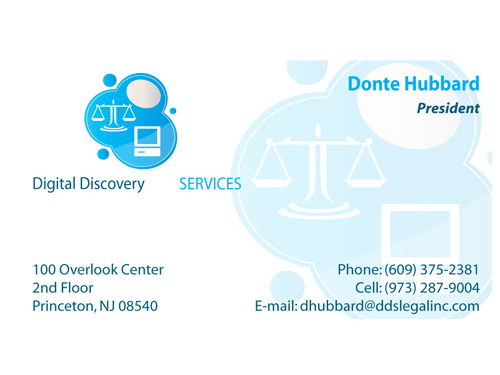 Donte Hubbard
President
Digital Discovery SERVICES
100 Overlook Center
2nd Floor
Princeton, NJ 08540
Phone: (609) 375-2381
Cell: (973) 287-9004
E-mail: dhubbard@ddslegalinc.com